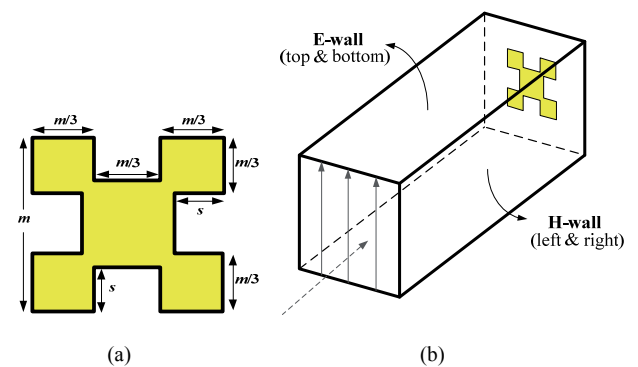 E-wall
(top & bottom)
m/3
m/3
m/3
m/3
m
s
H-wall
(left & right)
s
m/3
(a)
(b)